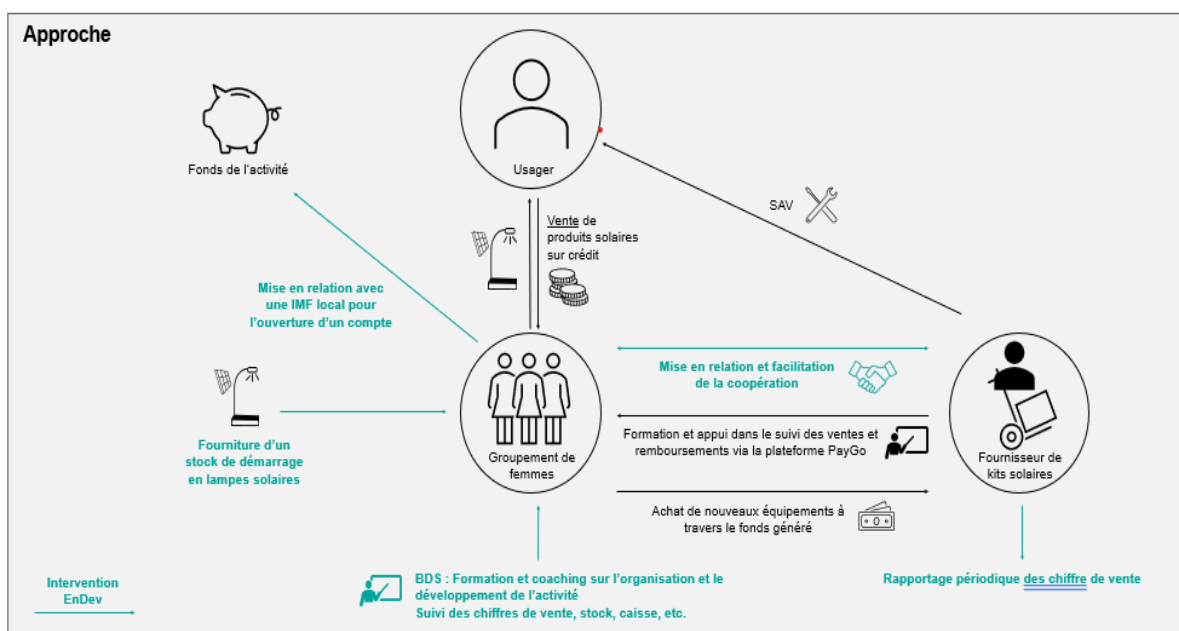 Approche
Fonds de l'activité
Usager
SAV
Vente de
produits solaires
sur crédit
Mise en relation avec
une IMF local pour
l'ouverture d'un compte
Mise en relation et facilitation
de la coopération
Fourniture d'un
stock de démarrage
en lampes solaires
Groupement de
femmes
Formation et appui dans le suivi des ventes et
remboursements via la plateforme PayGo
Fournisseur de
kits solaires
Achat de nouveaux équipements à
travers le fonds généré
Intervention
EnDev
BDS : Formation et coaching sur l'organisation et le
développement de l'activité
Suivi des chiffres de vente, stock, caisse, etc.
Rapportage périodique des chiffre de vente